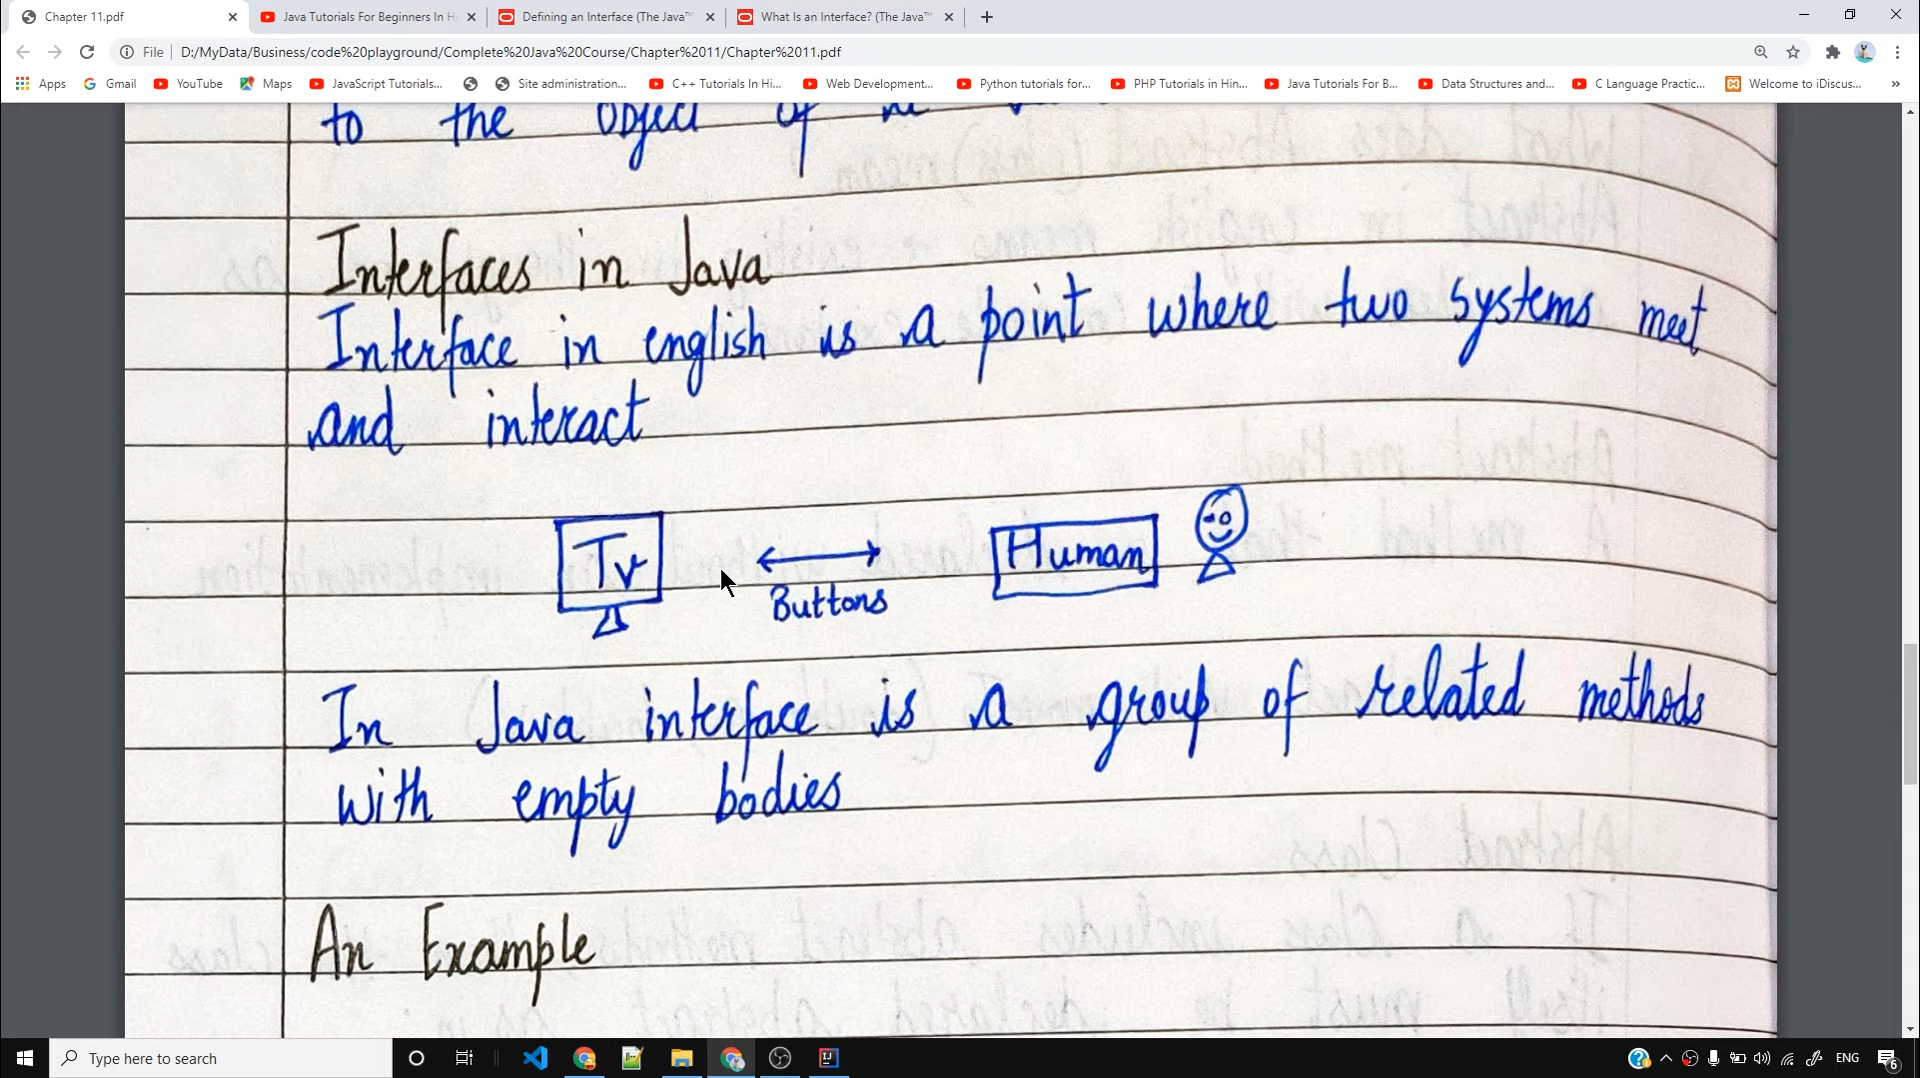 Chapter 11.pdf
Java Tutorials For Beginners In Hi
Defining an Interface (The Java™
What Is an Interface? (The Java™
File
D:/MyData/Business/code%20playground/Complete%20Java%20Course/Chapter%2011/Chapter%2011.pdf
Apps
Gmail
YouTube
Maps
JavaScript Tutorials...
Site administration...
C++ Tutorials In Hi...
Web Development...
Python tutorials for...
PHP Tutorials in Hin...
Java Tutorials For B...
Data Structures and...
C Language Practic...
Welcome to iDiscus...
to the object of
Interfaces in Java
Interface in english is a point where two systems meet
and interact
Tv
Buttons
Human
In Java interface is a group of related methods
with empty bodies
An Example
Type here to search
ENG
6